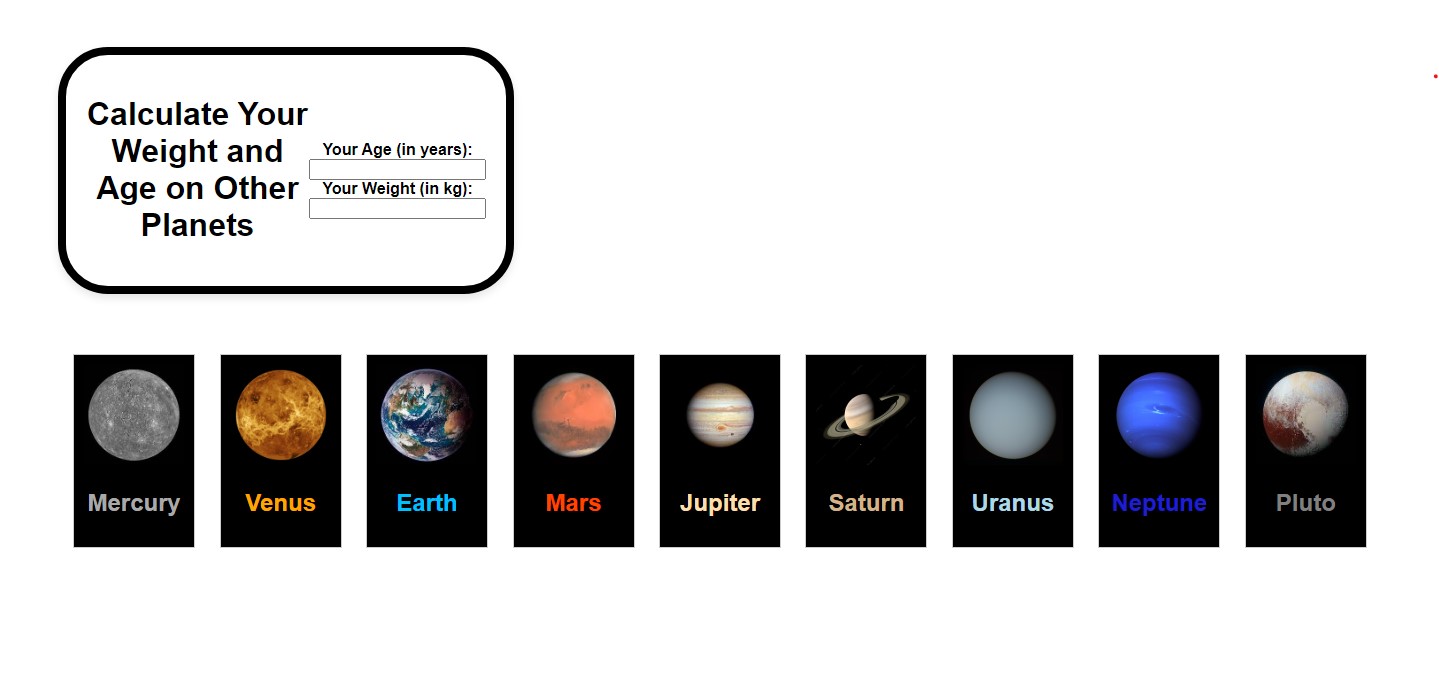 Calculate Your
Weight and
Age on Other
Planets
Your Age (in years):
Your Weight (in kg):
Mercury
Venus
Earth
Mars
Jupiter
Saturn
Uranus
Neptune
Pluto